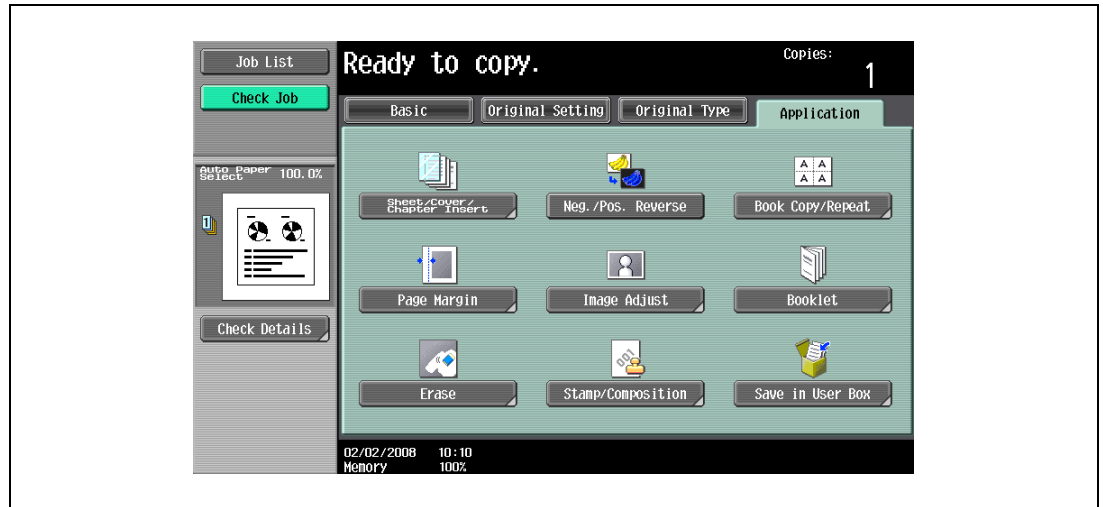 Job List
Check Job
Auto Paper
Select 100.0%
1
Check Details
Ready to copy.
Copies:
1
Basic
Original Setting
Original Type
Application
Sheet/Cover/
Chapter Insert
Neg./Pos. Reverse
A A
A A
Book Copy/Repeat
Page Margin
Image Adjust
Booklet
Erase
001
Stamp/Composition
Save in User Box
02/02/2008 10:10
Memory 100%